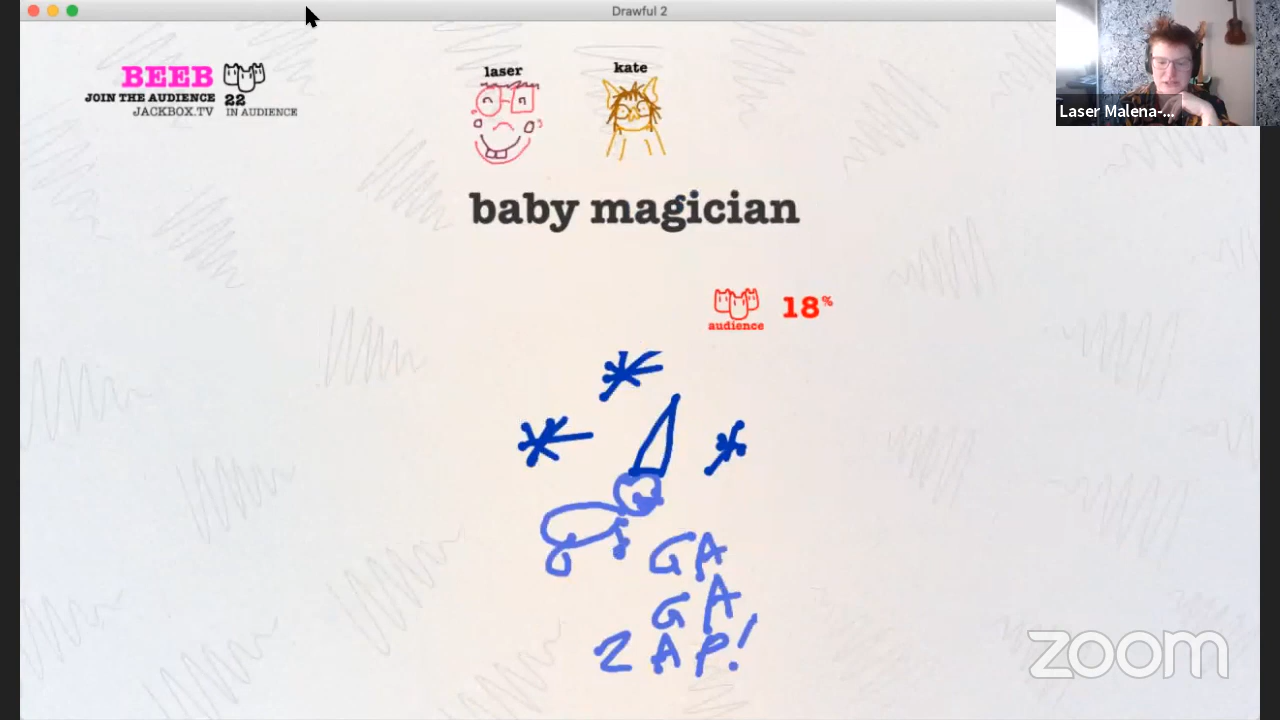 Drawful 2
BEEB
JOIN THE AUDIENCE
JACKBOX.TV
22
IN AUDIENCE
laser
kate
Laser Malena-...
baby magician
audience
18%
GA
GA
ZAP!
zoom